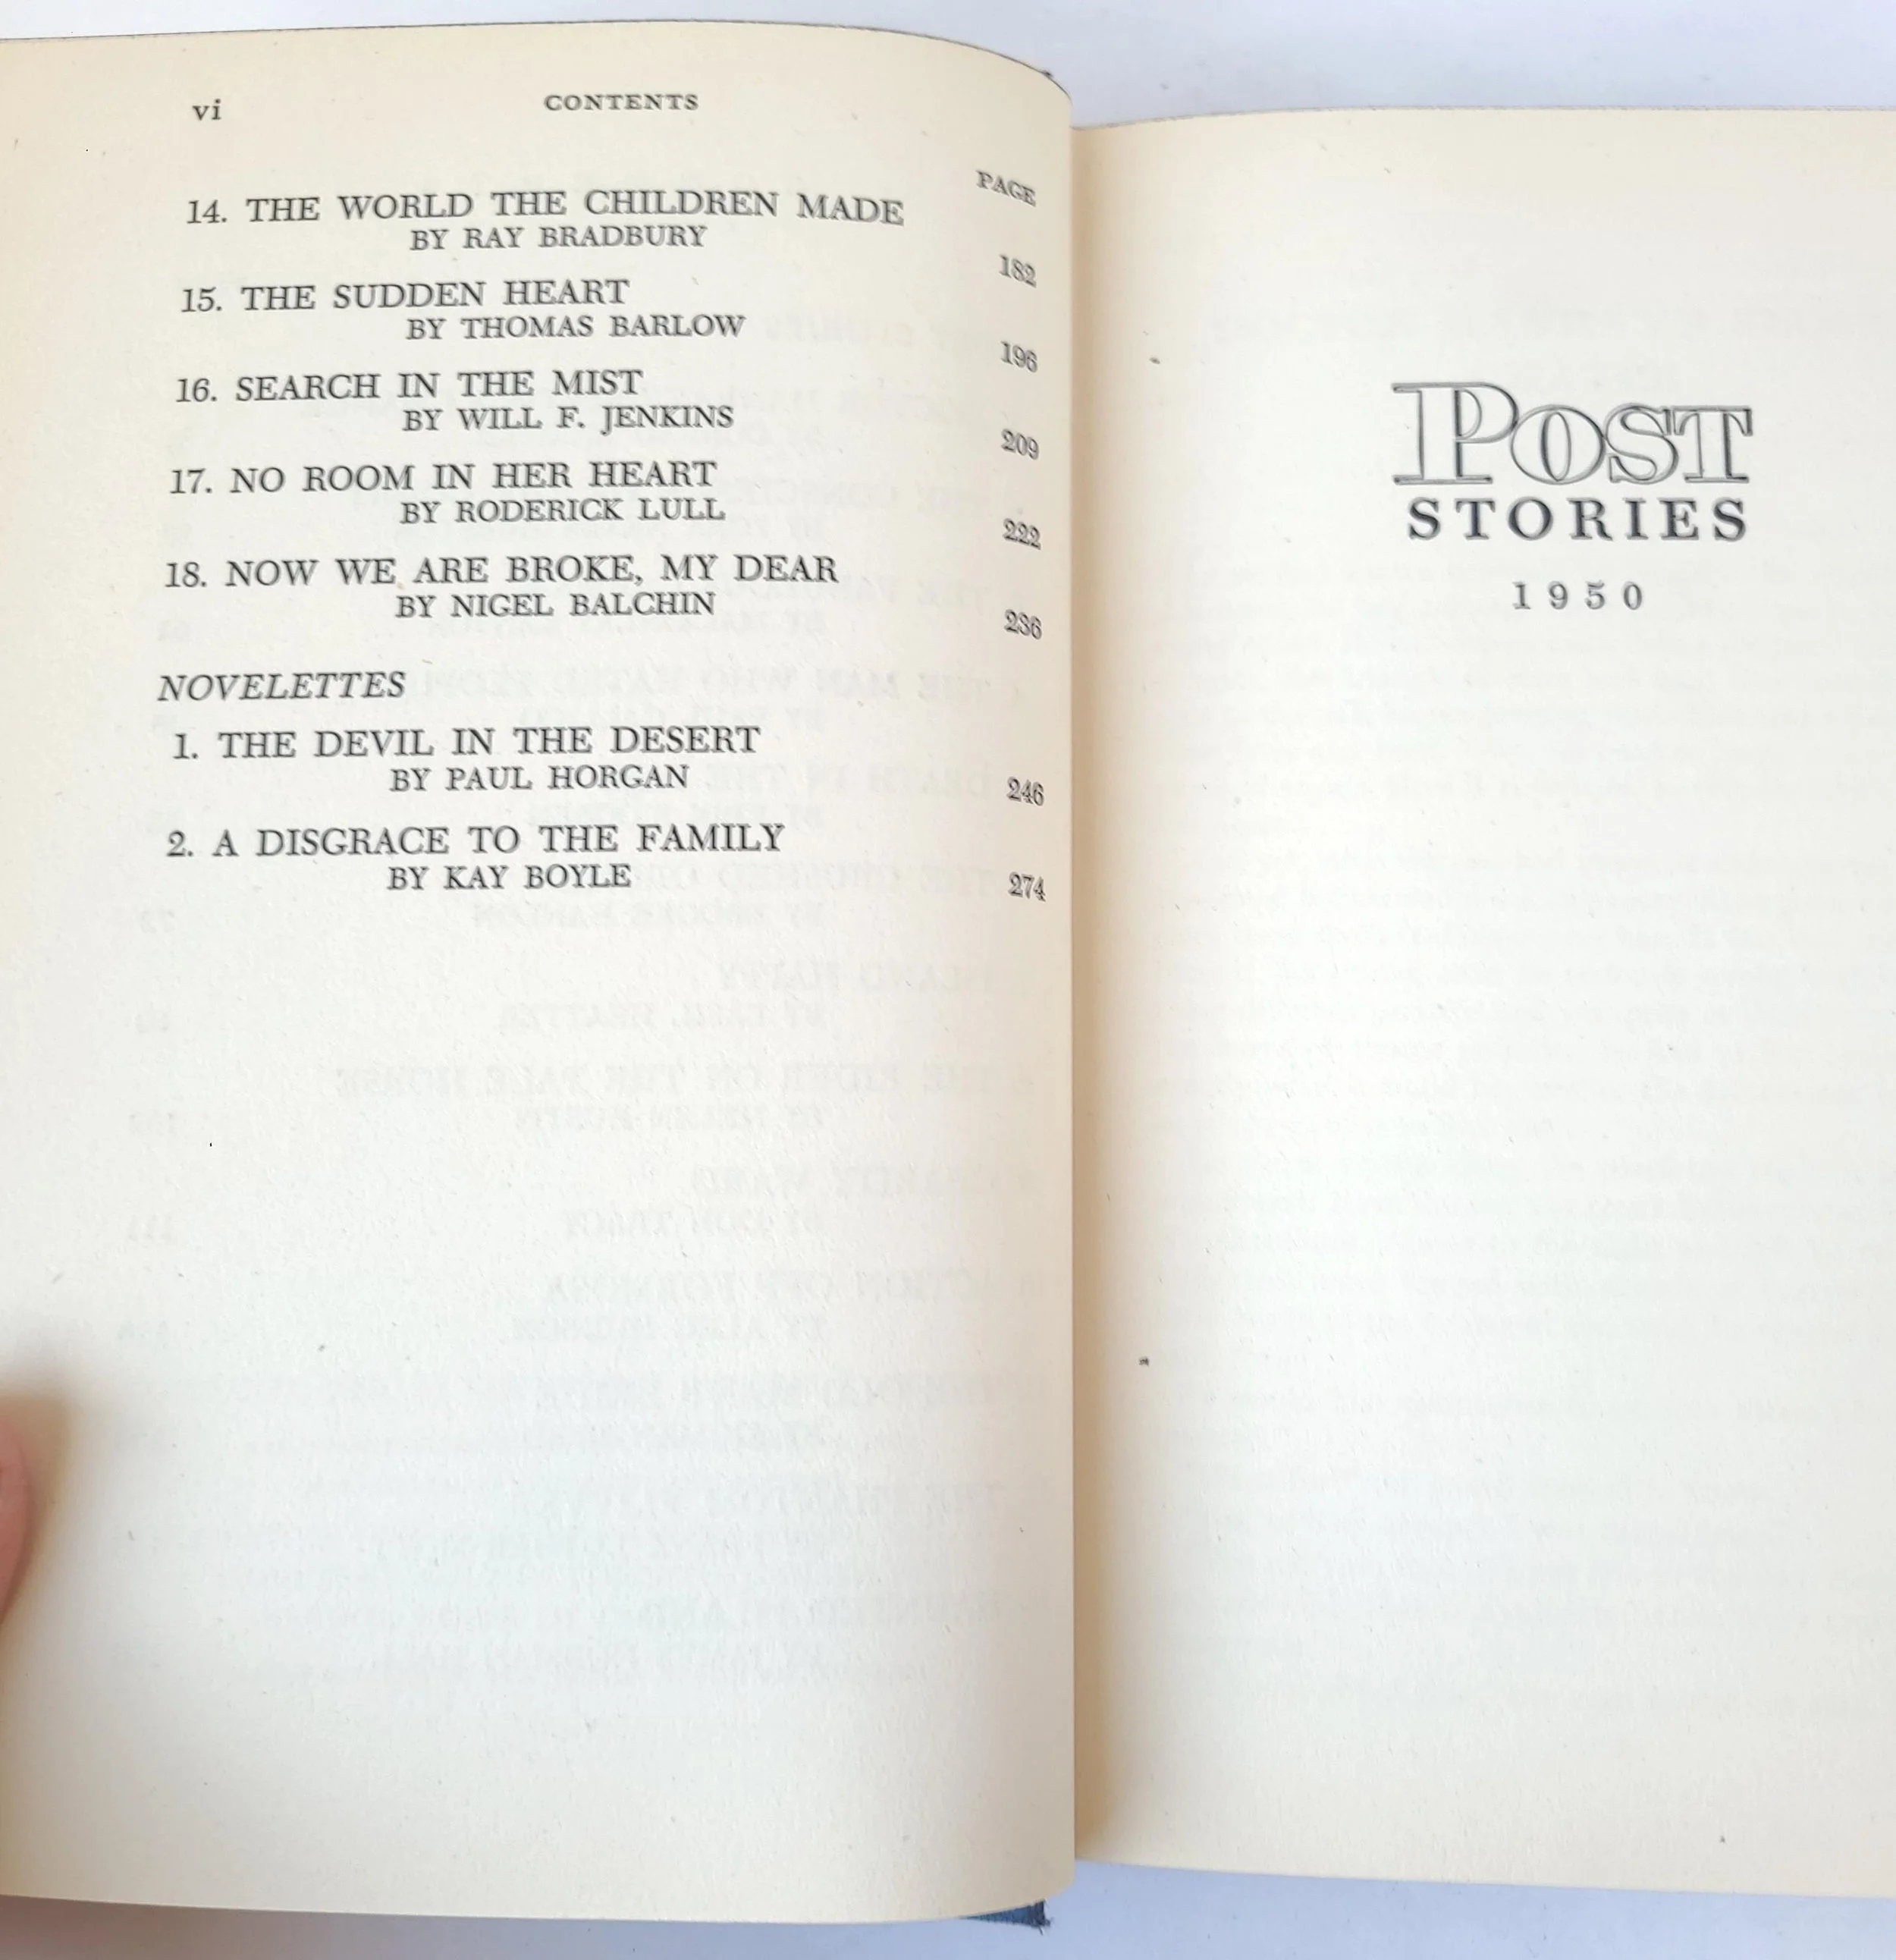 vi CONTENTS
PAGE
14. THE WORLD THE CHILDREN MADE
BY RAY BRADBURY 182
15. THE SUDDEN HEART
BY THOMAS BARLOW 196
16. SEARCH IN THE MIST
BY WILL F. JENKINS 209
17. NO ROOM IN HER HEART
BY RODERICK LULL 222
18. NOW WE ARE BROKE, MY DEAR
BY NIGEL BALCHIN 236
NOVELETTES
1. THE DEVIL IN THE DESERT
BY PAUL HORGAN 246
2. A DISGRACE TO THE FAMILY
BY KAY BOYLE 274
POST
STORIES
1950